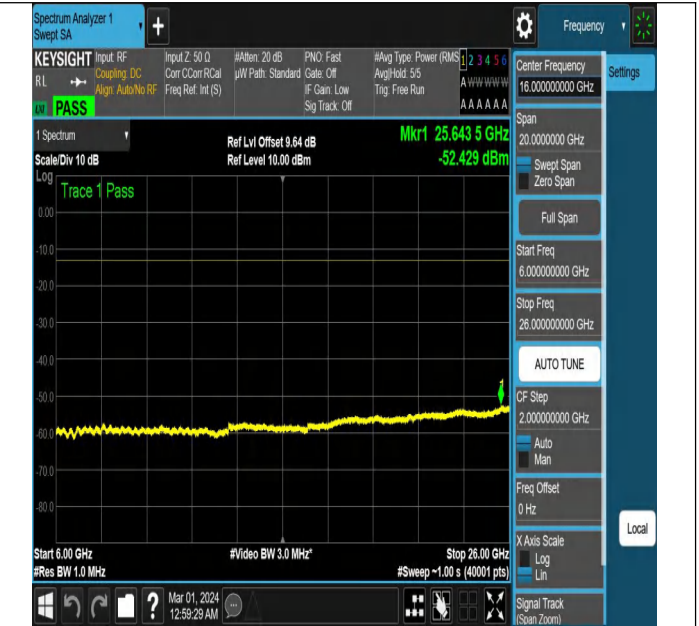 Spectrum Analyzer 1
Swept SA
+
Frequency
KEYSIGHT
RL
PASS
Input: RF
Coupling: DC
Align: Auto/No RF
Input Z: 50 Ω
Corr CCorr RCal
Freq Ref: Int (S)
#Atten: 20 dB
µW Path: Standard
PNO: Fast
Gate: Off
IF Gain: Low
Sig Track: Off
#Avg Type: Power (RMS
Avg|Hold: 5/5
Trig: Free Run
1 2 3 4 5 6
A W W W W W
A A A A A A
1 Spectrum
Scale/Div 10 dB
Ref Lvl Offset 9.64 dB
Ref Level 10.00 dBm
Mkr1 25.643 5 GHz
-52.429 dBm
Log
Trace 1 Pass
0.00
-10.0
-20.0
-30.0
-40.0
-50.0
-60.0
-70.0
-80.0
1
Start 6.00 GHz
#Res BW 1.0 MHz
#Video BW 3.0 MHz*
Stop 26.00 GHz
#Sweep ~1.00 s (40001 pts)
Mar 01, 2024
12:59:29 AM
?
Center Frequency
16.000000000 GHz
Settings
Span
20.0000000 GHz
Swept Span
Zero Span
Full Span
Start Freq
6.000000000 GHz
Stop Freq
26.000000000 GHz
AUTO TUNE
CF Step
2.000000000 GHz
Auto
Man
Freq Offset
0 Hz
X Axis Scale
Log
Lin
Local
Signal Track
(Span Zoom)